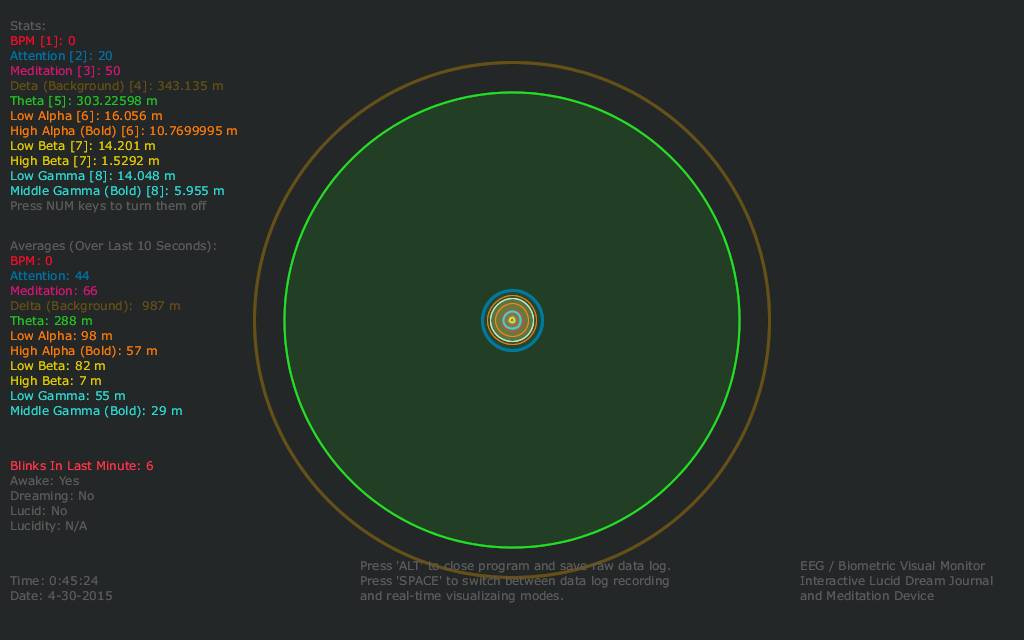 Stats:
BPM [1]: 0
Attention [2]: 20
Meditation [3]: 50
Deta (Background) [4]: 343.135 m
Theta [5]: 303.22598 m
Low Alpha [6]: 16.056 m
High Alpha (Bold) [6]: 10.7699995 m
Low Beta [7]: 14.201 m
High Beta [7]: 1.5292 m
Low Gamma [8]: 14.048 m
Middle Gamma (Bold) [8]: 5.955 m
Press NUM keys to turn them off
Averages (Over Last 10 Seconds):
BPM: 0
Attention: 44
Meditation: 66
Delta (Background):  987 m
Theta: 288 m
Low Alpha: 98 m
High Alpha (Bold): 57 m
Low Beta: 82 m
High Beta: 7 m
Low Gamma: 55 m
Middle Gamma (Bold): 29 m
Blinks In Last Minute: 6
Awake: Yes
Dreaming: No
Lucid: No
Lucidity: N/A
Time: 0:45:24
Date: 4-30-2015
Press 'ALT' to close program and save raw data log.
Press 'SPACE' to switch between data log recording
and real-time visualizaing modes.
EEG / Biometric Visual Monitor
Interactive Lucid Dream Journal
and Meditation Device